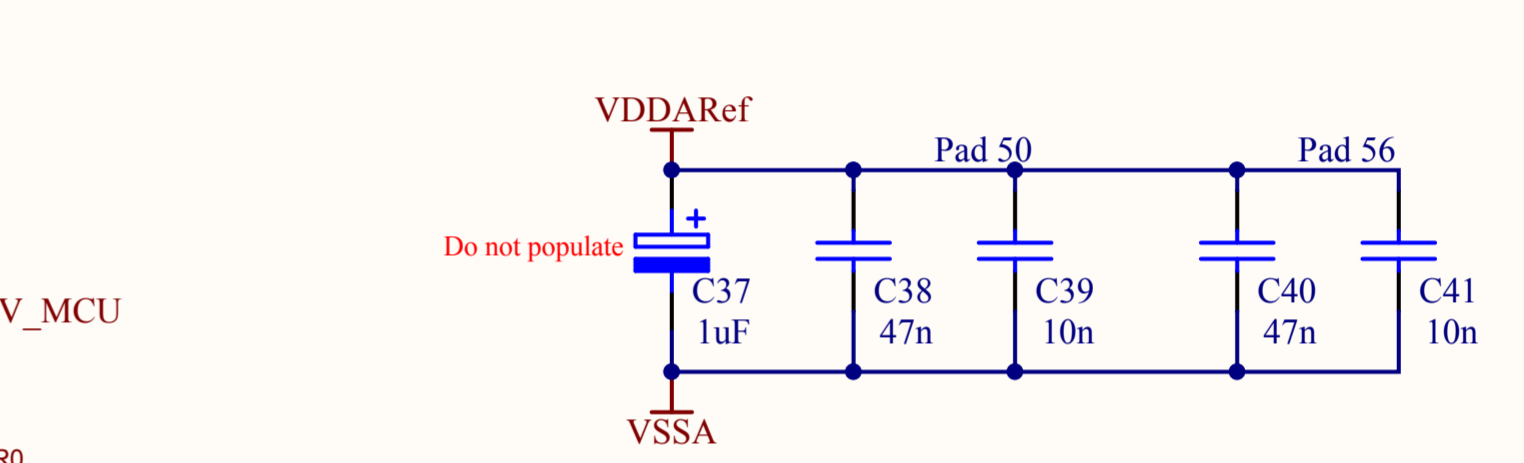 VDDARef
Pad 50
Pad 56
+
Do not populate
C37
1uF
C38
47n
C39
10n
C40
47n
C41
10n
V_MCU
VSSA
R0